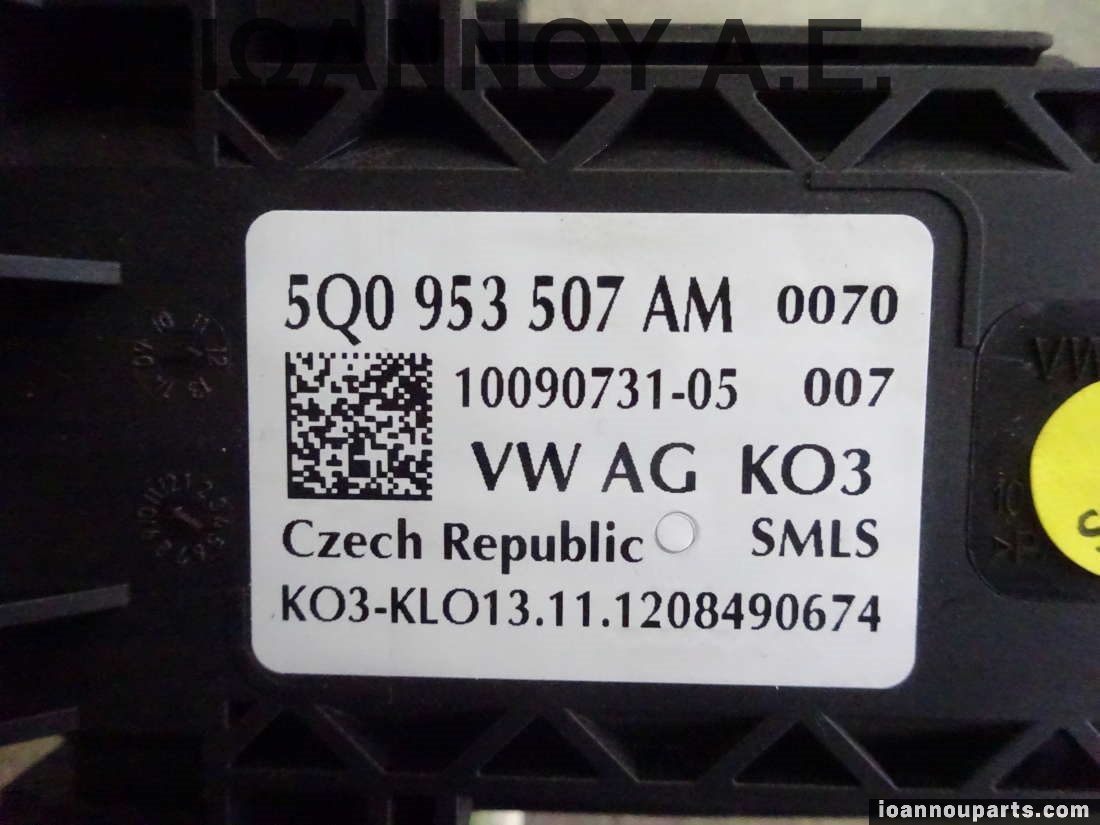 IOANNOY A.E.
5Q0 953 507 AM 0070
10090731-05 007
VW AG KO3
Czech Republic SMLS
KO3-KLO13.11.1208490674
VW
ioannouparts.com